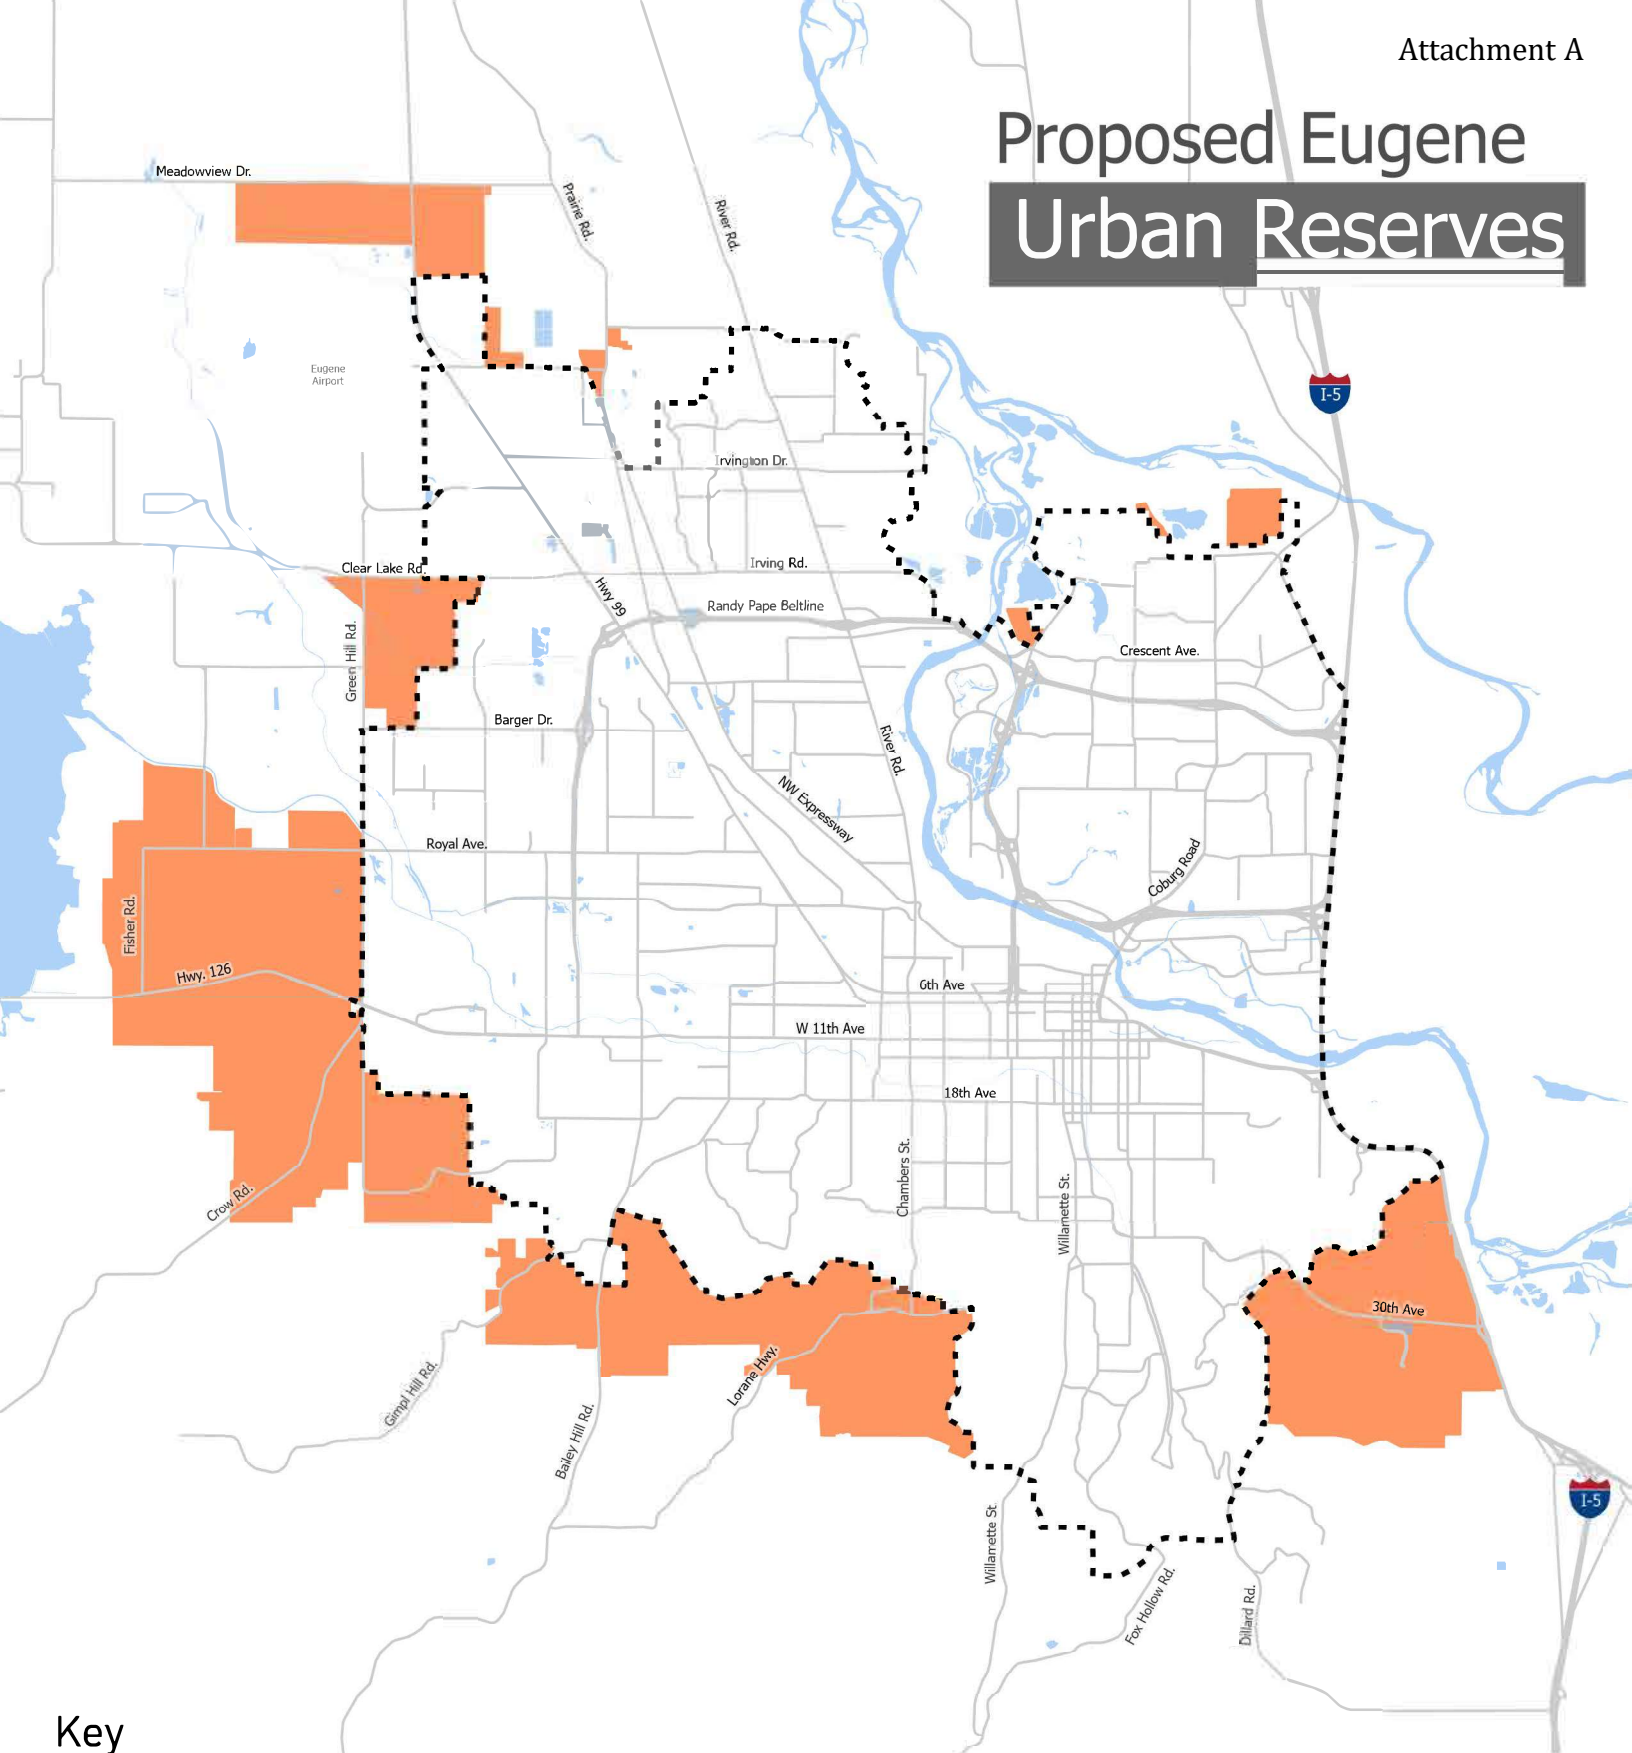 Attachment A
Proposed Eugene
Urban Reserves
Meadowview Dr.
Prairie Rd.
River Rd.
Eugene
Airport
I-5
Irvington Dr.
Clear Lake Rd.
Irving Rd.
Hwy 99
Randy Pape Beltline
Green Hill Rd.
Crescent Ave.
Barger Dr.
River Rd.
NW Expressway
Royal Ave.
Coburg Road
Fisher Rd.
Hwy. 126
6th Ave
W 11th Ave
18th Ave
Chambers St.
Willamette St.
Crow Rd.
30th Ave
Lorane Hwy.
Gimpl Hill Rd.
Bailey Hill Rd.
I-5
Willamette St.
Fox Hollow Rd.
Dillard Rd.
Key